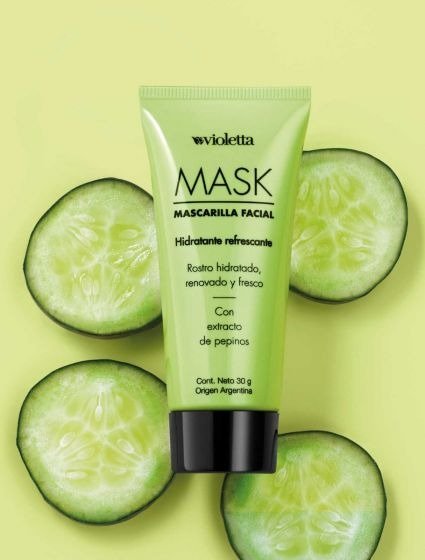 violetta
MASK
MASCARILLA FACIAL
Hidratante refrescante
Rostro hidratado,
renovado y fresco
Con
extracto
de pepinos
Cont. Neto 30 g
Origen Argentina